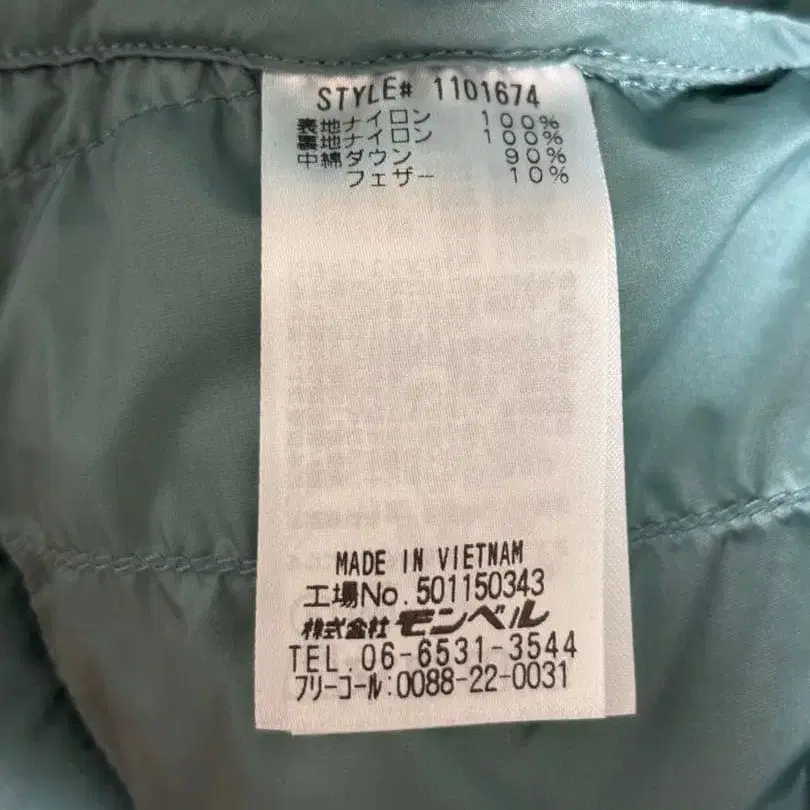 STYLE# 1101674
表地ナイロン 100%
裏地ナイロン 100%
中綿ダウン 90%
フェザー 10%
MADE IN VIETNAM
工場No.501150343
株式会社 モンベル
TEL.06-6531-3544
フリーコール:0088-22-0031